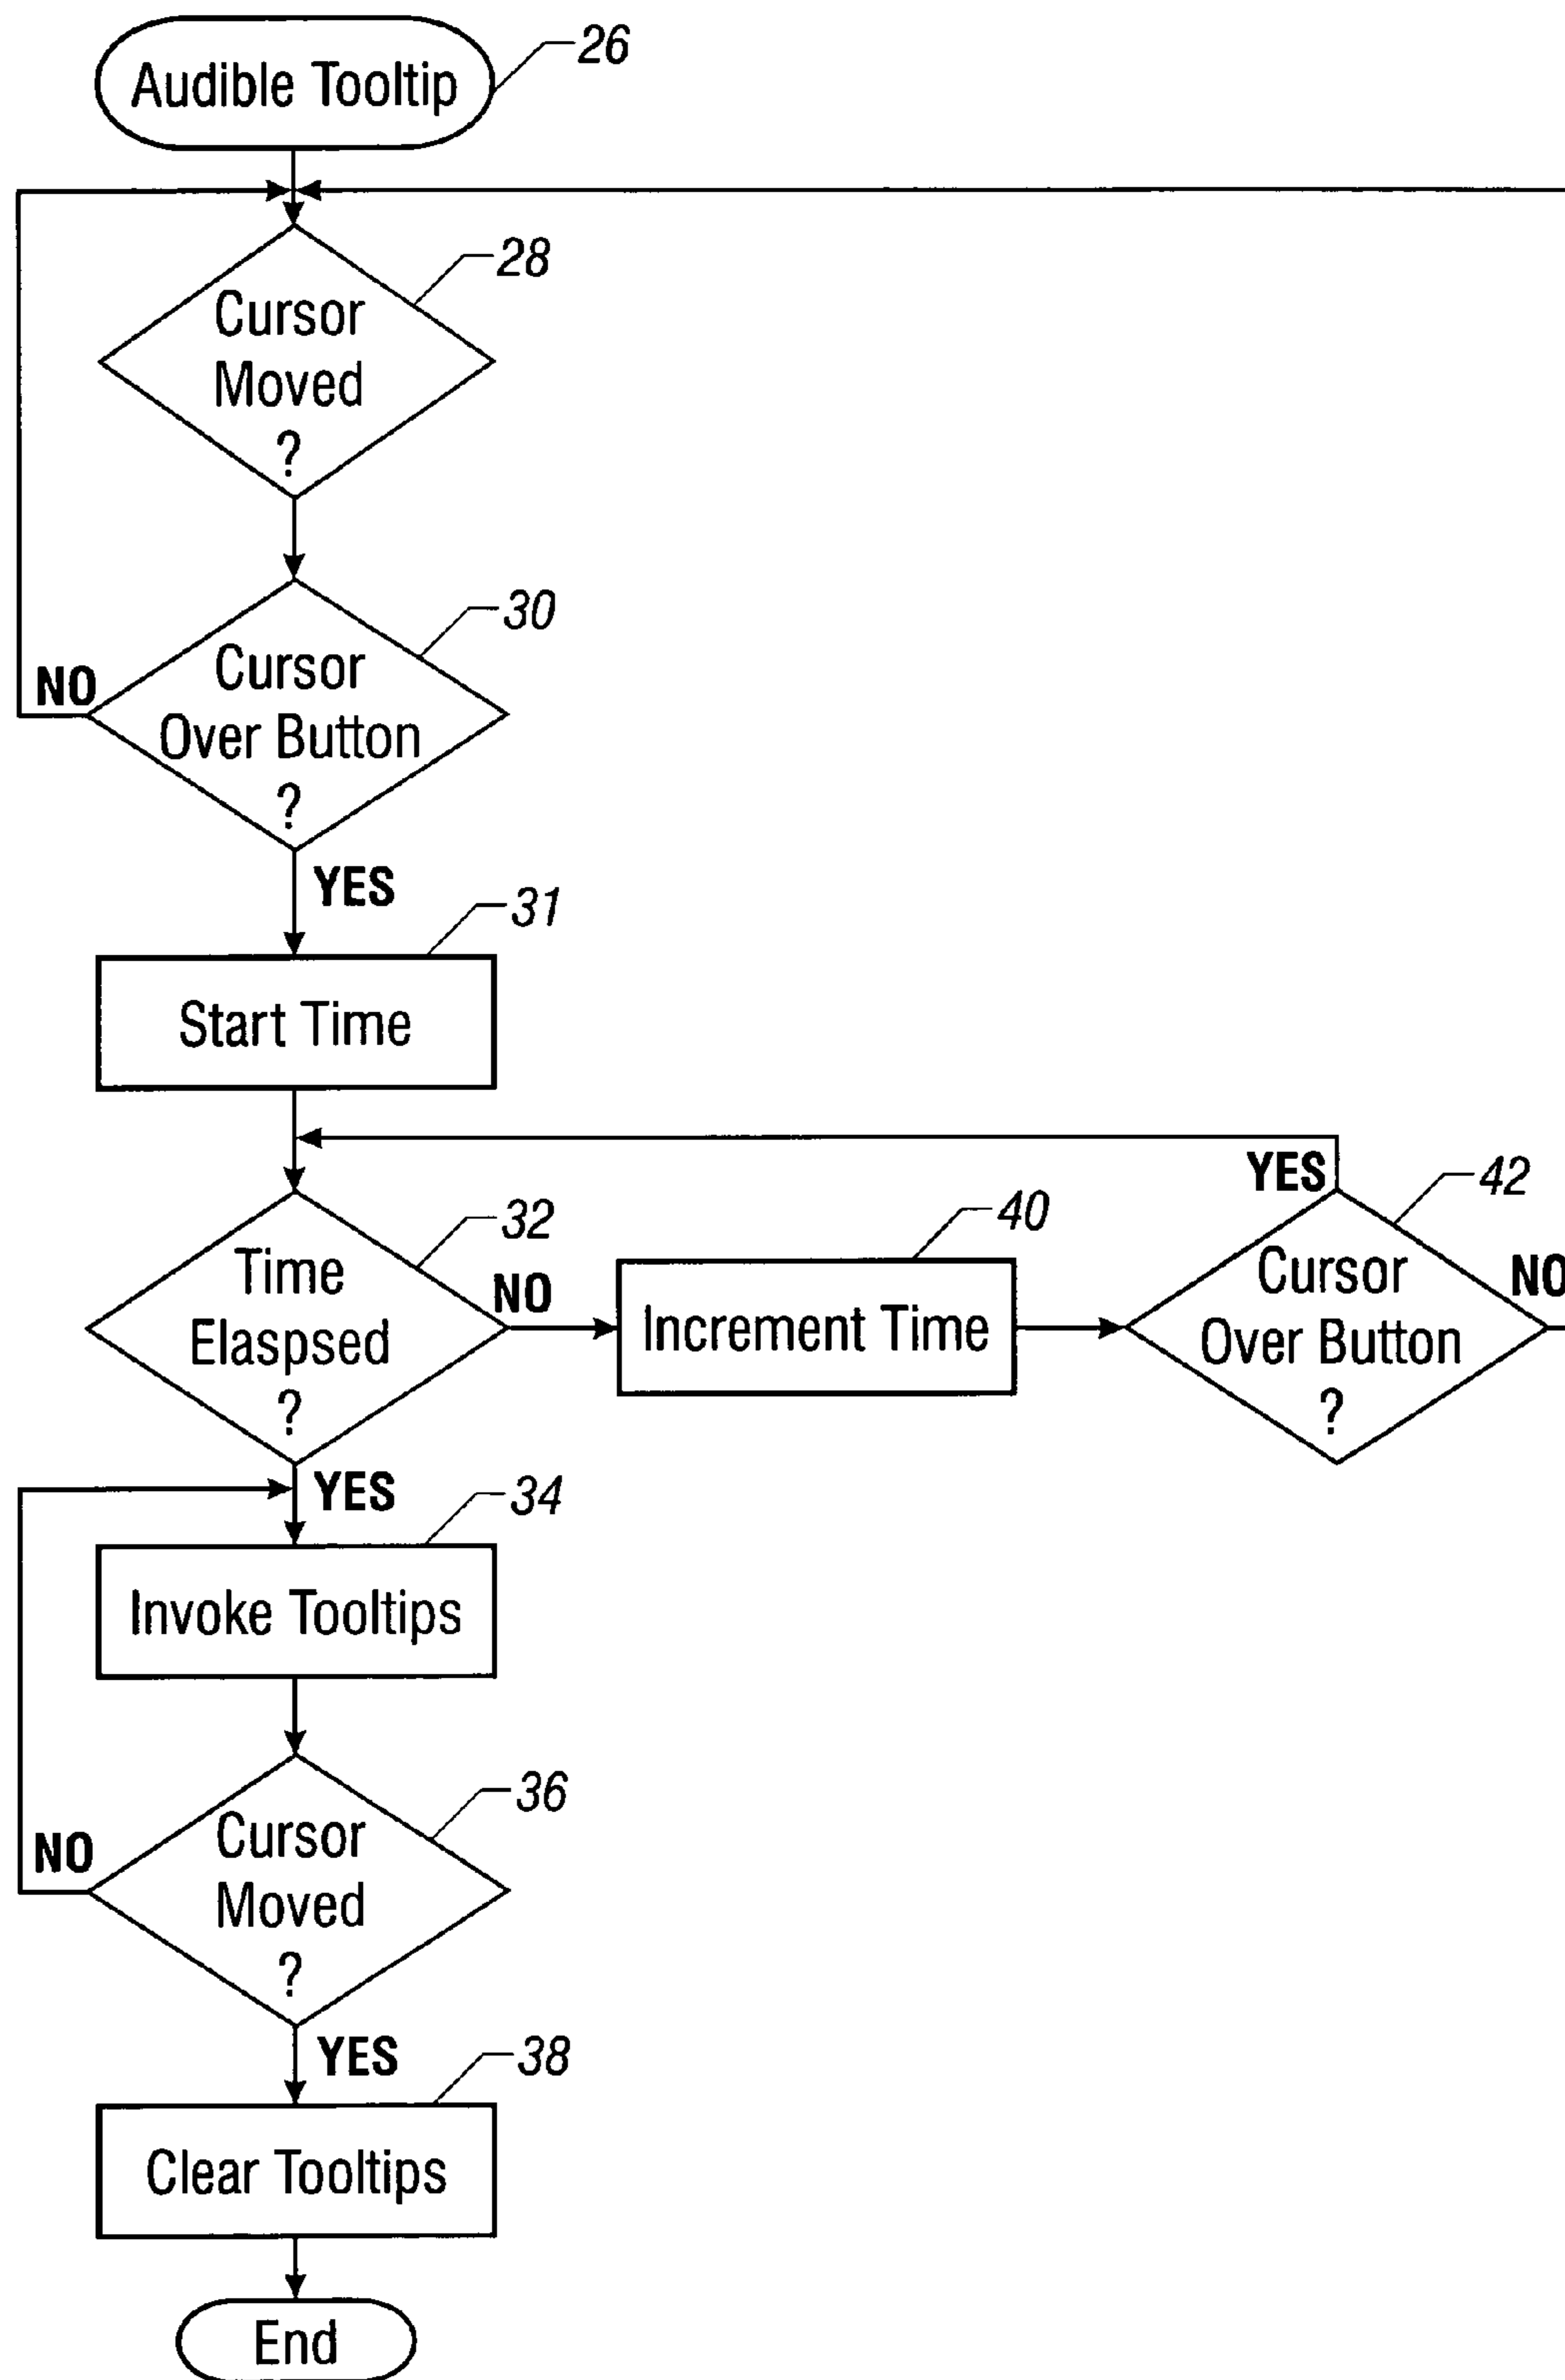 Audible Tooltip
26
Cursor
Moved
?
28
Cursor
Over Button
?
30
NO
YES
31
Start Time
Time
Elaspsed
?
32
NO
40
Increment Time
YES
42
Cursor
Over Button
?
NO
YES
34
Invoke Tooltips
36
Cursor
Moved
?
NO
YES
38
Clear Tooltips
End